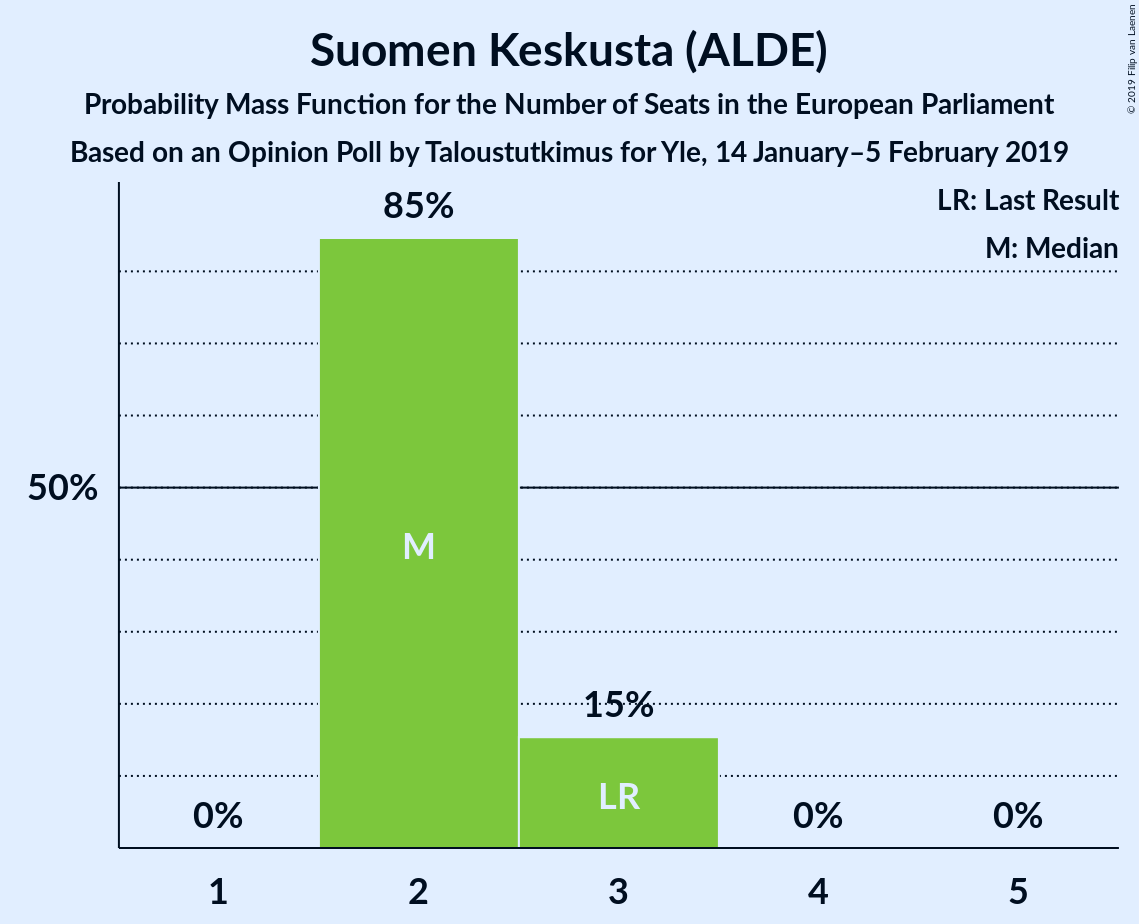 Suomen Keskusta (ALDE)
Probability Mass Function for the Number of Seats in the European Parliament
Based on an Opinion Poll by Taloustutkimus for Yle, 14 January–5 February 2019
© 2019 Filip van Laenen
LR: Last Result
M: Median
85%
50%
M
15%
LR
0%
0%
0%
1
2
3
4
5